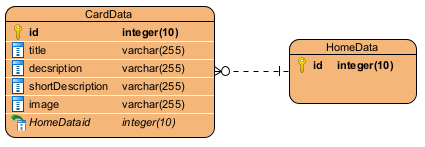 CardData
id integer(10)
title varchar(255)
decsription varchar(255)
shortDescription varchar(255)
image varchar(255)
HomeDataid integer(10)
HomeData
id integer(10)